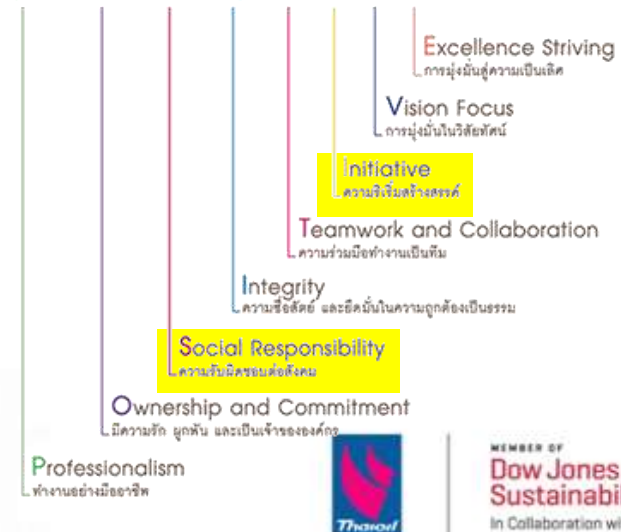 Excellence Striving
การมุ่งมั่นสู่ความเป็นเลิศ
Vision Focus
การมุ่งมั่นในวิสัยทัศน์
Initiative
ความริเริ่มสร้างสรรค์
Teamwork and Collaboration
ความร่วมมือทำงานเป็นทีม
Integrity
ความซื่อสัตย์ และยึดมั่นในความถูกต้องเป็นธรรม
Social Responsibility
ความรับผิดชอบต่อสังคม
Ownership and Commitment
มีความรัก ผูกพัน และเป็นเจ้าขององค์กร
Professionalism
ทำงานอย่างมืออาชีพ
MEMBER OF
Dow Jones
Sustainabi
In Collaboration wi